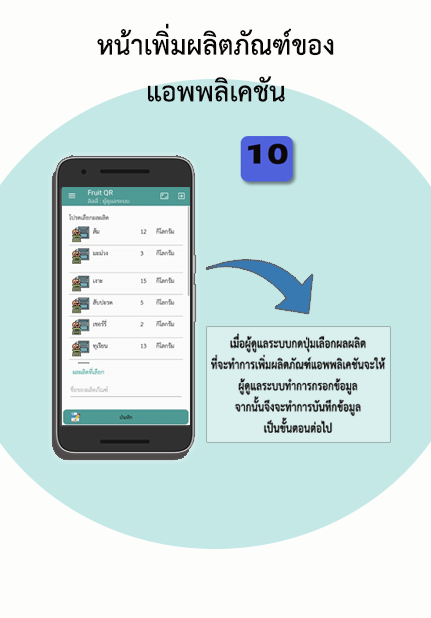 หน้าเพิ่มผลิตภัณฑ์ของ
แอพพลิเคชัน
10
Fruit QR
ยินดี : ผู้ดูแลระบบ
โปรดเลือกผลผลิต
ส้ม 12 กิโลกรัม
มะม่วง 3 กิโลกรัม
เงาะ 15 กิโลกรัม
สับปะรด 5 กิโลกรัม
เชอร์รี่ 2 กิโลกรัม
ทุเรียน 13 กิโลกรัม
ผลผลิตที่เลือก
ชื่อของผลิตภัณฑ์
บันทึก
เมื่อผู้ดูแลระบบกดปุ่มเลือกผลผลิต
ที่จะทำการเพิ่มผลิตภัณฑ์แอพพลิเคชันจะให้
ผู้ดูแลระบบทำการกรอกข้อมูล
จากนั้นจึงจะทำการบันทึกข้อมูล
เป็นขั้นตอนต่อไป